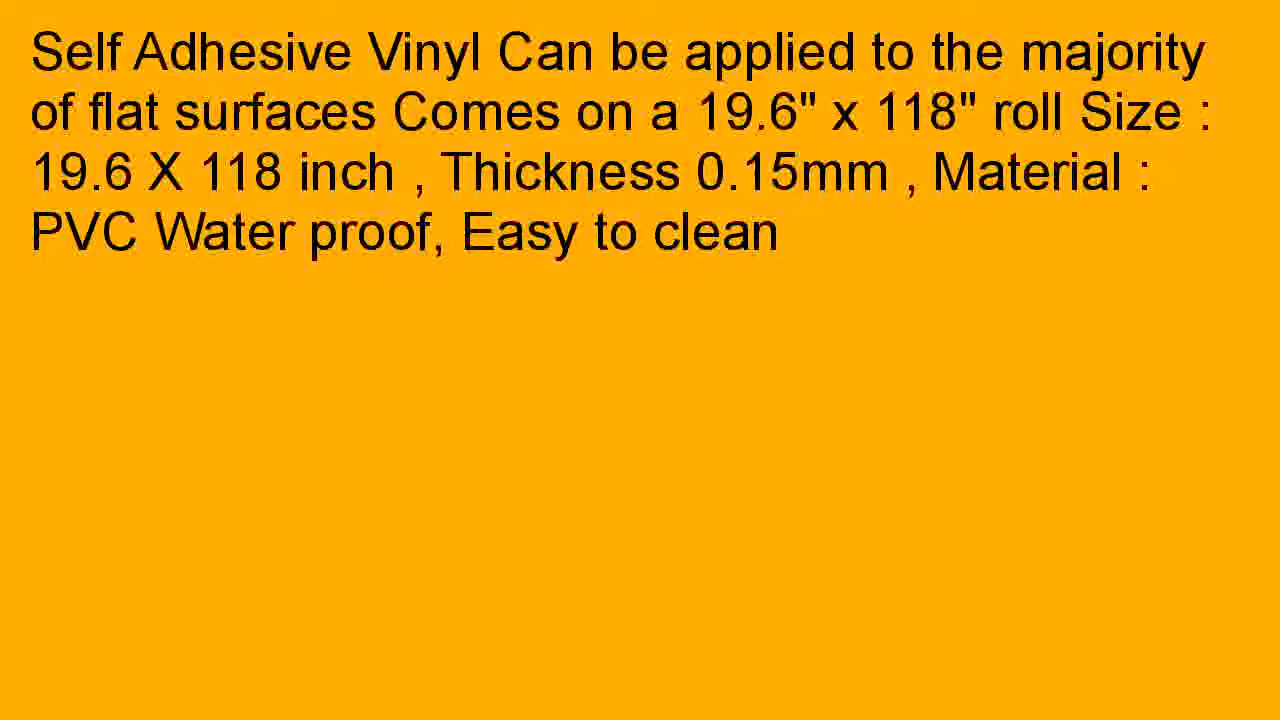 Self Adhesive Vinyl Can be applied to the majority
of flat surfaces Comes on a 19.6" x 118" roll Size :
19.6 X 118 inch , Thickness 0.15mm , Material :
PVC Water proof, Easy to clean